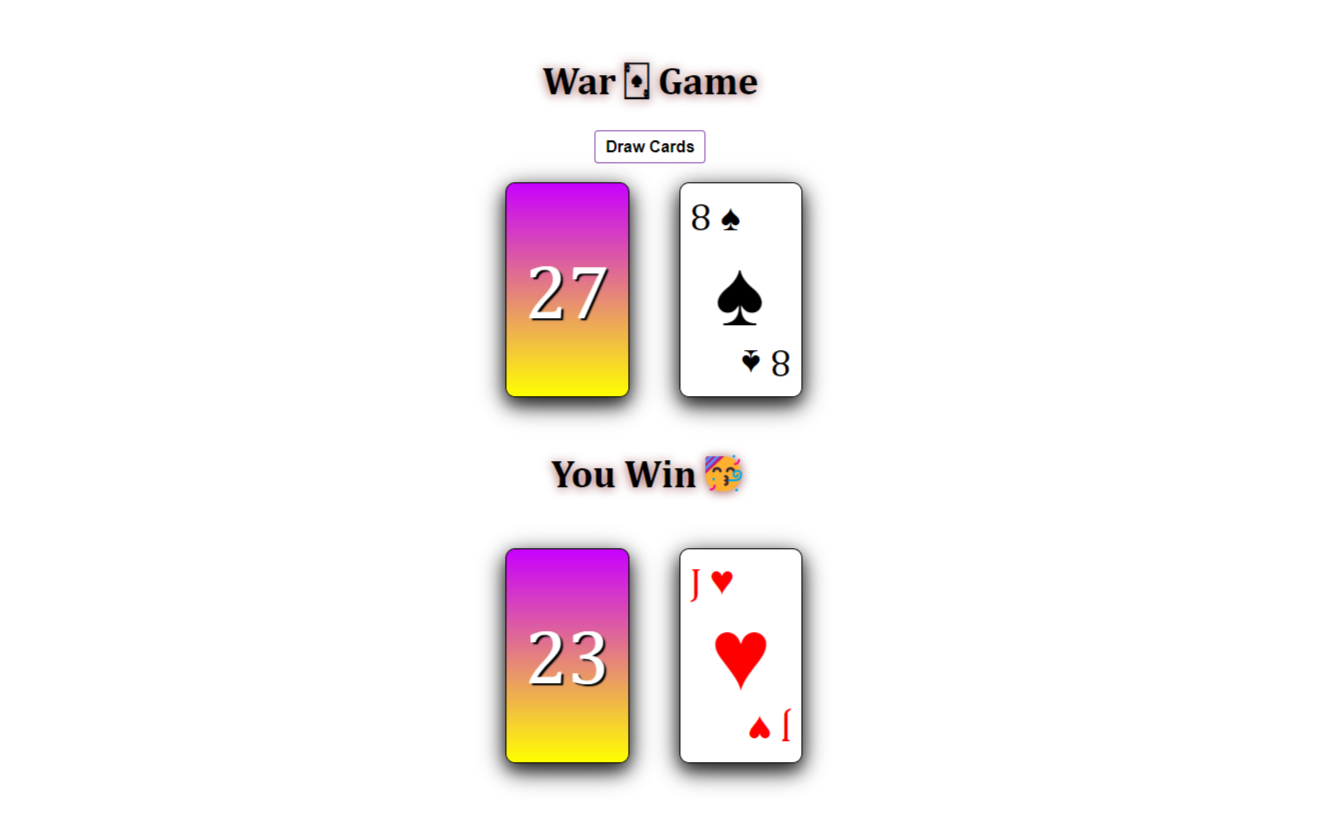 War 🂡 Game
Draw Cards
27
8 ♠
♠
♠ 8
You Win 🥳
23
J ♥
♥
♥ J